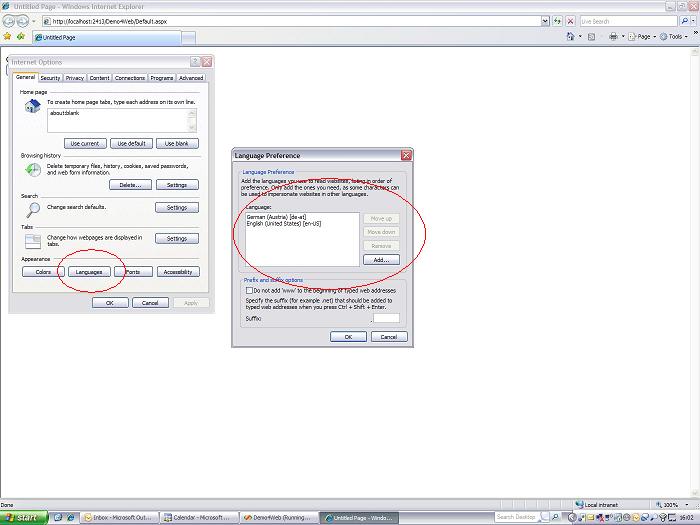 Untitled Page - Windows Internet Explorer
http://localhost:2413/Demo4Web/Default.aspx
Live Search
Untitled Page
Page
Tools
Internet Options
General Security Privacy Content Connections Programs Advanced
Home page
To create home page tabs, type each address on its own line.
about:blank
Use current Use default Use blank
Browsing history
Delete temporary files, history, cookies, saved passwords,
and web form information.
Delete... Settings
Search
Change search defaults. Settings
Tabs
Change how webpages are displayed in
tabs.
Settings
Appearance
Colors Languages Fonts Accessibility
OK Cancel Apply
Language Preference
Language Preference
Add the languages you use to read websites, listing in order of
preference. Only add the ones you need, as some characters can
be used to impersonate websites in other languages.
Language:
German (Austria) [de-at]
English (United States) [en-US]
Move up
Move down
Remove
Add...
Prefix and suffix options
Do not add 'www' to the beginning of typed web addresses
Specify the suffix (for example .net) that should be added to
typed web addresses when you press Ctrl + Shift + Enter.
Suffix: .
OK Cancel
Done
Local intranet
100%
start
Inbox - Microsoft Out...
Calendar - Microsoft ...
Demo4Web (Running...
Untitled Page - Windo...
Search Desktop
16:02